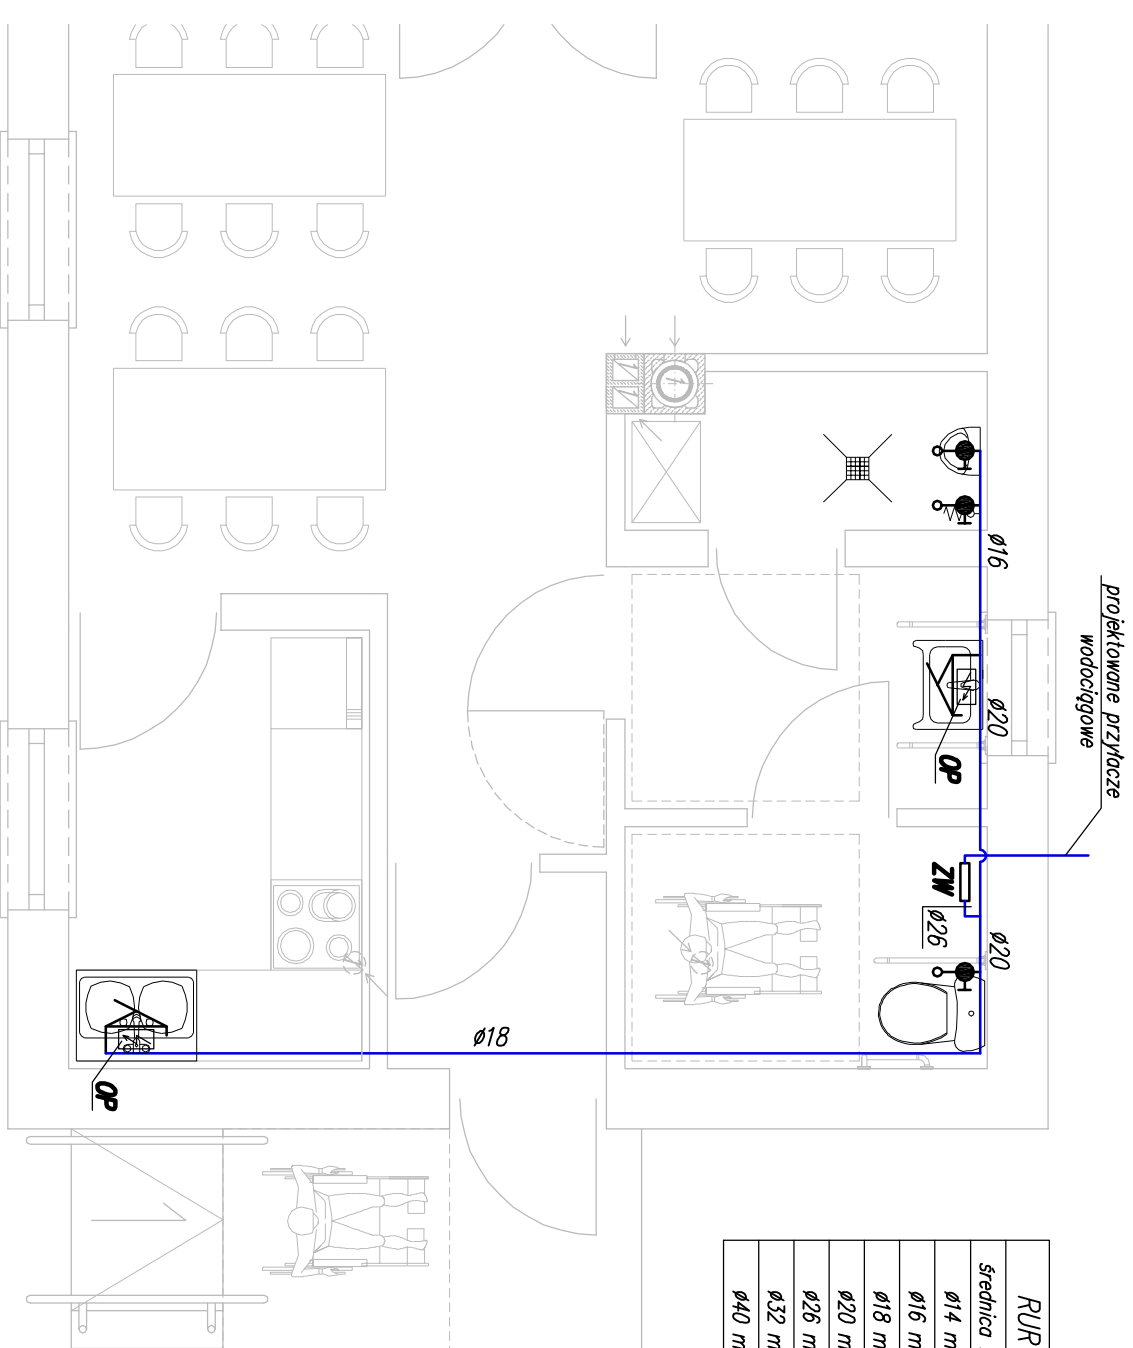 projektowane przyłacze
wodociągowe
ø16
ø20
OP
ZW
ø26
ø20
ø18
OP
RUR
średnica
ø14 m
ø16 m
ø18 m
ø20 m
ø26 m
ø32 m
ø40 m